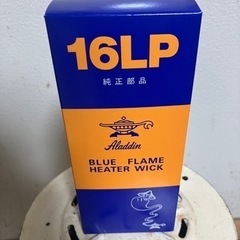 16LP
純正部品
Aladdin
BLUE FLAME
HEATER WICK